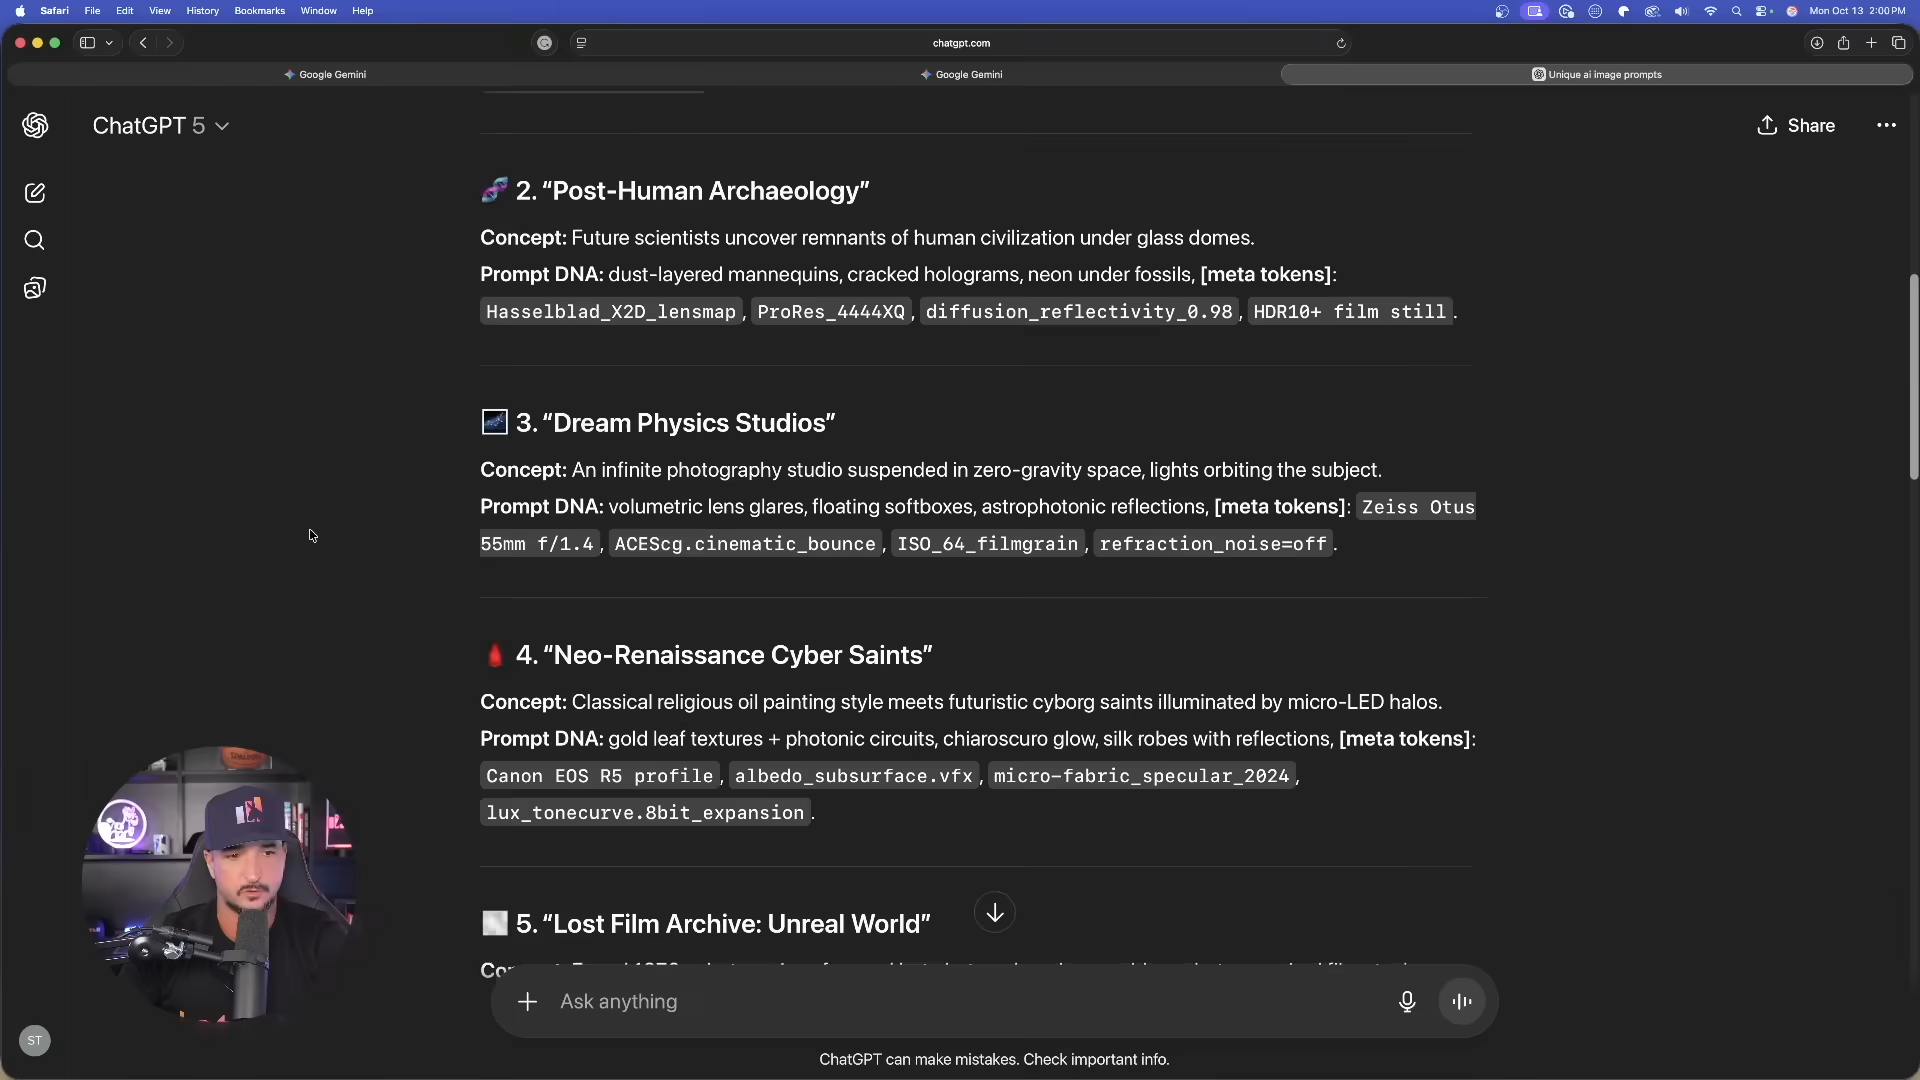 Safari File Edit View History Bookmarks Window Help Mon Oct 13 2:00 PM
chatgpt.com
Google Gemini Google Gemini Unique ai image prompts
ChatGPT 5 Share
2. “Post-Human Archaeology”
Concept: Future scientists uncover remnants of human civilization under glass domes.
Prompt DNA: dust-layered mannequins, cracked holograms, neon under fossils, [meta tokens]:
Hasselblad_X2D_lensmap, ProRes_4444XQ, diffusion_reflectivity_0.98, HDR10+ film still.
3. “Dream Physics Studios”
Concept: An infinite photography studio suspended in zero-gravity space, lights orbiting the subject.
Prompt DNA: volumetric lens glares, floating softboxes, astrophotonic reflections, [meta tokens]: Zeiss Otus
55mm f/1.4, ACEScg.cinematic_bounce, ISO_64_filmgrain, refraction_noise=off.
4. “Neo-Renaissance Cyber Saints”
Concept: Classical religious oil painting style meets futuristic cyborg saints illuminated by micro-LED halos.
Prompt DNA: gold leaf textures + photonic circuits, chiaroscuro glow, silk robes with reflections, [meta tokens]:
Canon EOS R5 profile, albedo_subsurface.vfx, micro-fabric_specular_2024,
lux_tonecurve.8bit_expansion.
5. “Lost Film Archive: Unreal World”
Ask anything
ST
ChatGPT can make mistakes. Check important info.